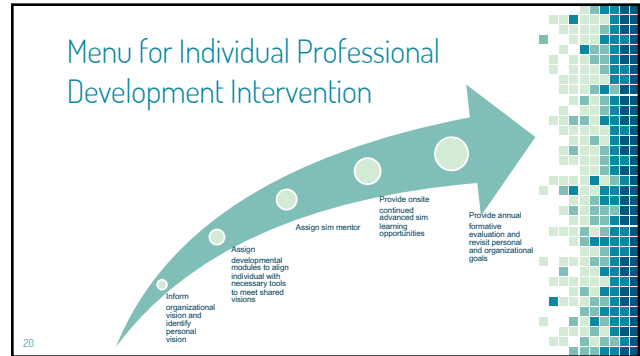 Menu for Individual Professional
Development Intervention
Inform
organizational
vision and
identify
personal
vision
Assign
developmental
modules to align
individual with
necessary tools
to meet shared
visions
Assign sim mentor
Provide onsite
continued
advanced sim
learning
opportunities
Provide annual
formative
evaluation and
revisit personal
and organizational
goals
20